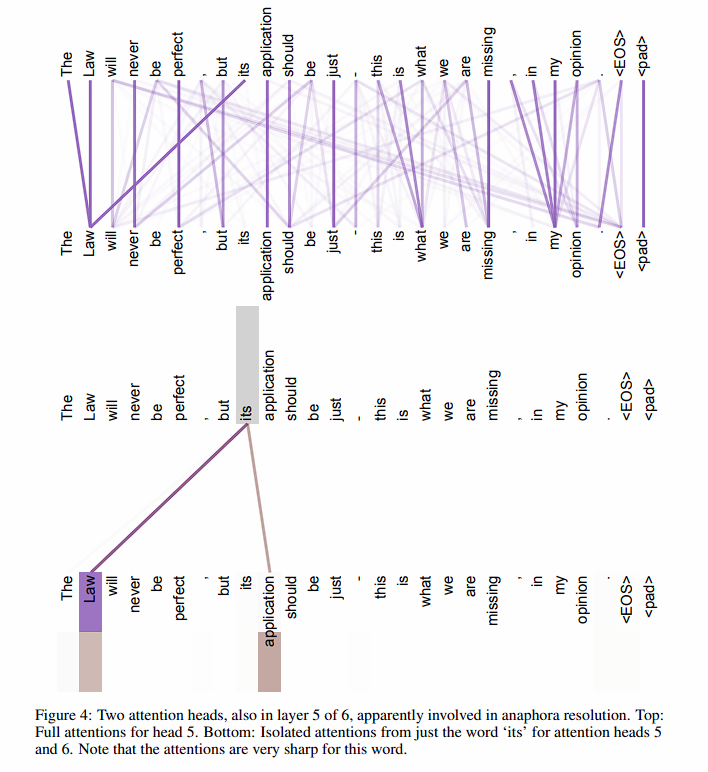 The Law will never be perfect , but its application should be just - this is what we are missing , in my opinion . <EOS> <pad>
The Law will never be perfect , but its application should be just - this is what we are missing , in my opinion . <EOS> <pad>
The Law will never be perfect , but its application should be just - this is what we are missing , in my opinion . <EOS> <pad>
The Law will never be perfect , but its application should be just - this is what we are missing , in my opinion . <EOS> <pad>
Figure 4: Two attention heads, also in layer 5 of 6, apparently involved in anaphora resolution. Top:
Full attentions for head 5. Bottom: Isolated attentions from just the word ‘its’ for attention heads 5
and 6. Note that the attentions are very sharp for this word.